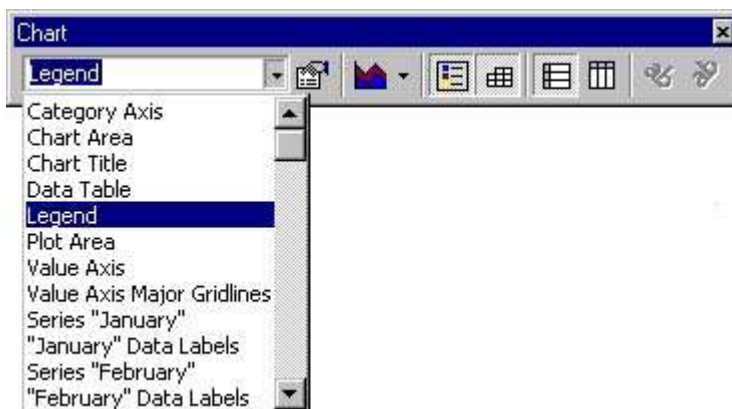 Chart
Legend
Category Axis
Chart Area
Chart Title
Data Table
Legend
Plot Area
Value Axis
Value Axis Major Gridlines
Series "January"
"January" Data Labels
Series "February"
"February" Data Labels